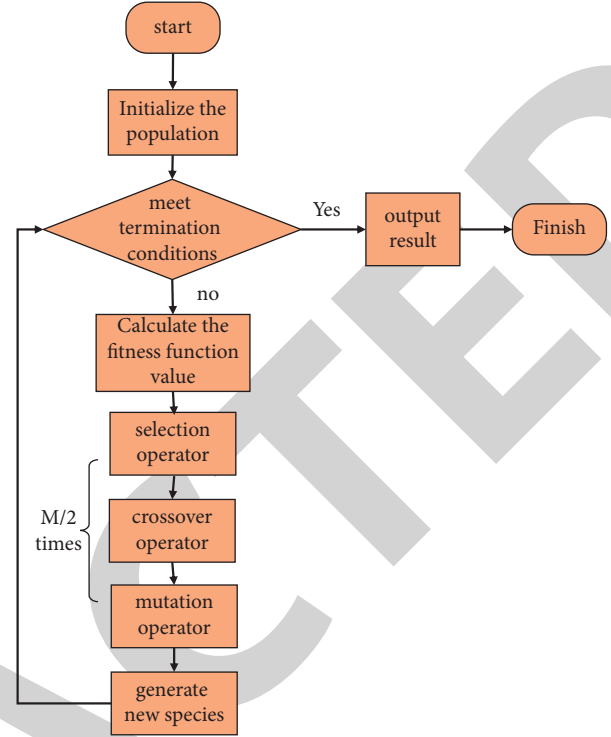 start
Initialize the
population
meet
termination
conditions
Yes
output
result
Finish
no
Calculate the
fitness function
value
selection
operator
M/2
times
crossover
operator
mutation
operator
generate
new species